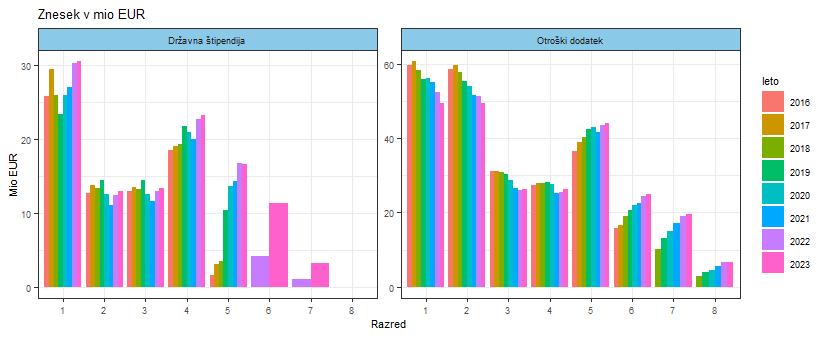 Znesek v mio EUR
Državna štipendija
Otroški dodatek
Mio EUR
30
20
10
0
60
40
20
0
1 2 3 4 5 6 7 8
1 2 3 4 5 6 7 8
Razred
leto
2016
2017
2018
2019
2020
2021
2022
2023